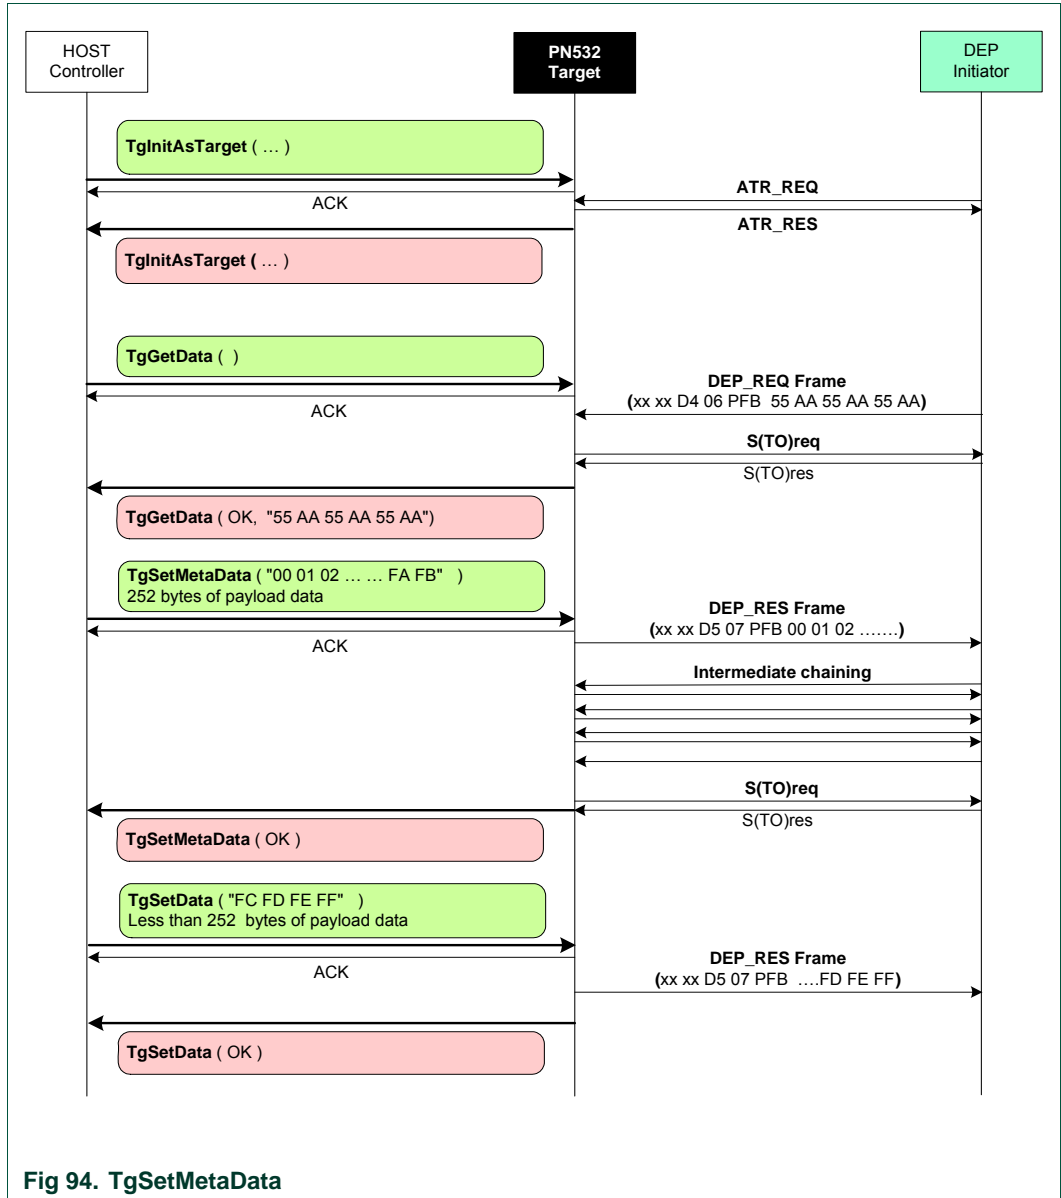 HOST
Controller
PN532
Target
DEP
Initiator
TgInitAsTarget ( … )
ACK
ATR_REQ
ATR_RES
TgInitAsTarget ( … )
TgGetData ( )
ACK
DEP_REQ Frame
(xx xx D4 06 PFB 55 AA 55 AA 55 AA)
S(TO)req
S(TO)res
TgGetData ( OK, "55 AA 55 AA 55 AA")
TgSetMetaData ( "00 01 02 … … FA FB" )
252 bytes of payload data
ACK
DEP_RES Frame
(xx xx D5 07 PFB 00 01 02 …….)
Intermediate chaining
S(TO)req
S(TO)res
TgSetMetaData ( OK )
TgSetData ( "FC FD FE FF" )
Less than 252 bytes of payload data
ACK
DEP_RES Frame
(xx xx D5 07 PFB ….FD FE FF)
TgSetData ( OK )
Fig 94. TgSetMetaData